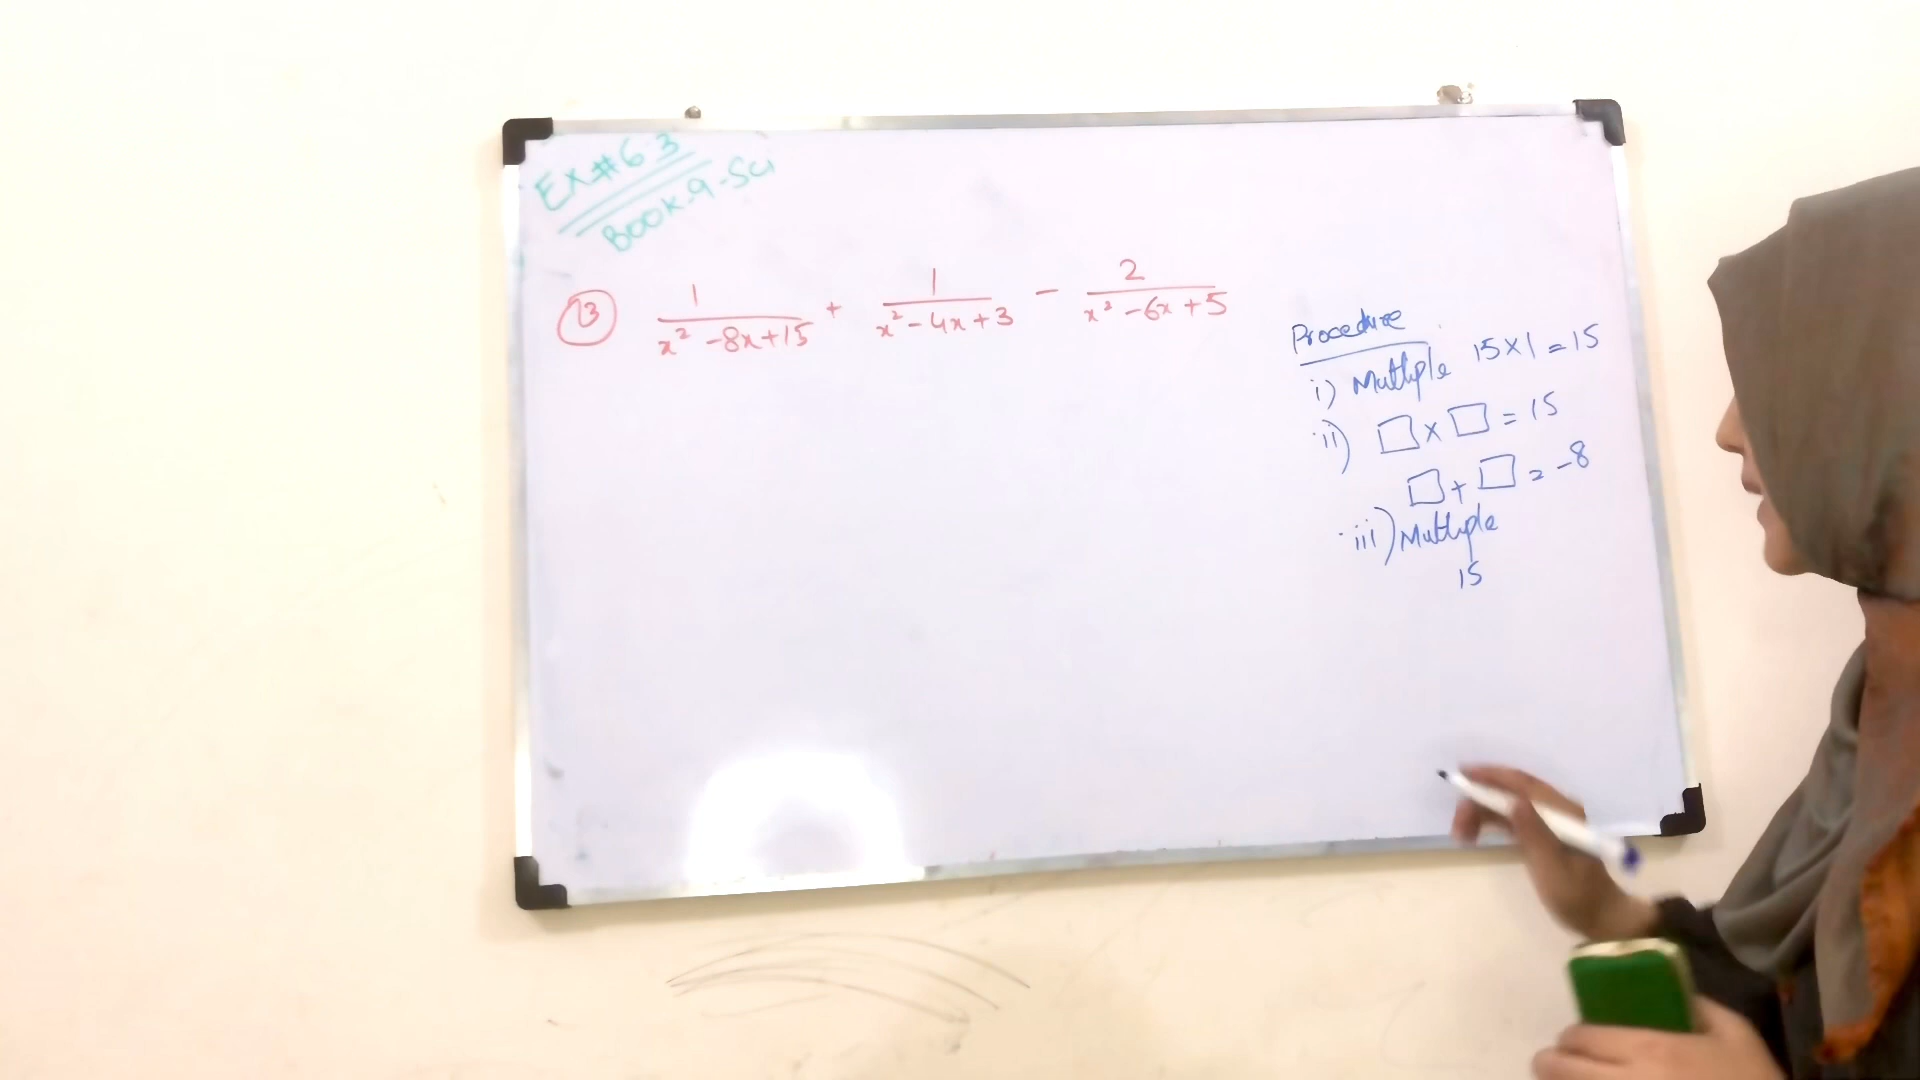 EX#6.3
BOOK-9-Sci
13 1/(x² -8x+15) + 1/(x² -4x+3) - 2/(x² -6x+5)
Procedure
i) Multiple 15×1=15
ii) □×□=15
□+□=-8
iii) Multiple
15